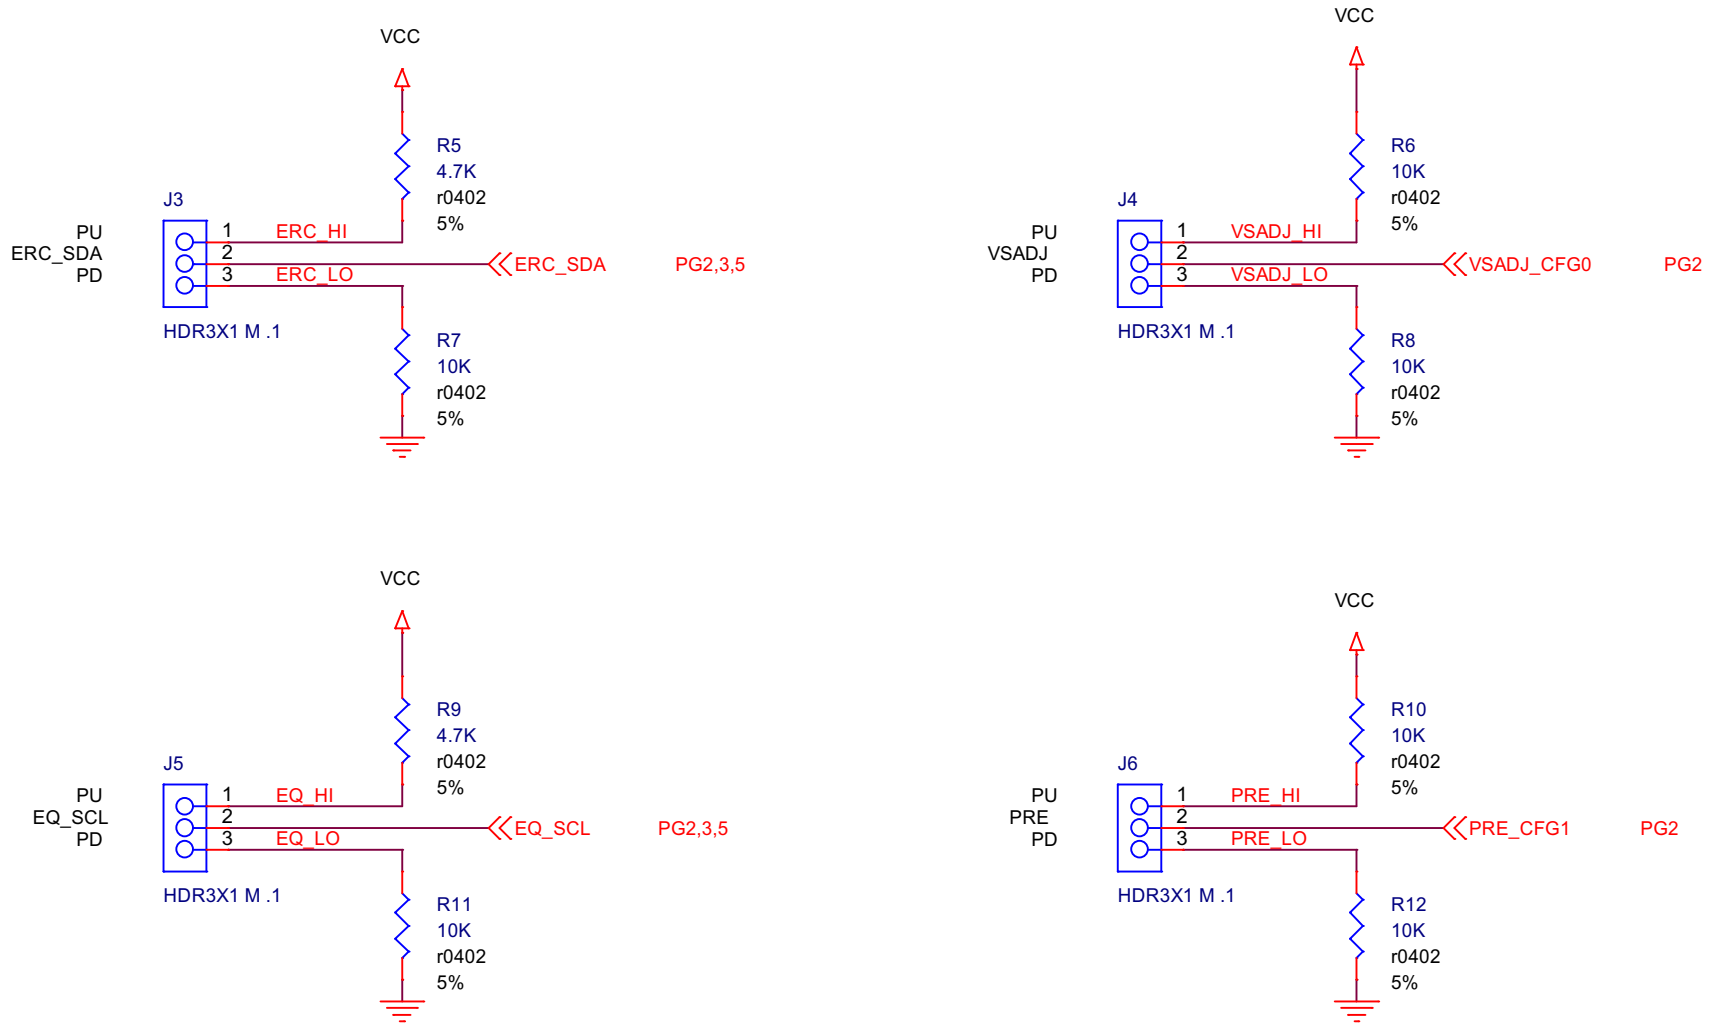 VCC
R5
4.7K
r0402
5%
J3
PU
ERC_SDA
PD
1
2
3
ERC_HI
ERC_LO
ERC_SDA
PG2,3,5
HDR3X1 M .1
R7
10K
r0402
5%
VCC
R6
10K
r0402
5%
J4
PU
VSADJ
PD
1
2
3
VSADJ_HI
VSADJ_LO
VSADJ_CFG0
PG2
HDR3X1 M .1
R8
10K
r0402
5%
VCC
R9
4.7K
r0402
5%
J5
PU
EQ_SCL
PD
1
2
3
EQ_HI
EQ_LO
EQ_SCL
PG2,3,5
HDR3X1 M .1
R11
10K
r0402
5%
VCC
R10
10K
r0402
5%
J6
PU
PRE
PD
1
2
3
PRE_HI
PRE_LO
PRE_CFG1
PG2
HDR3X1 M .1
R12
10K
r0402
5%